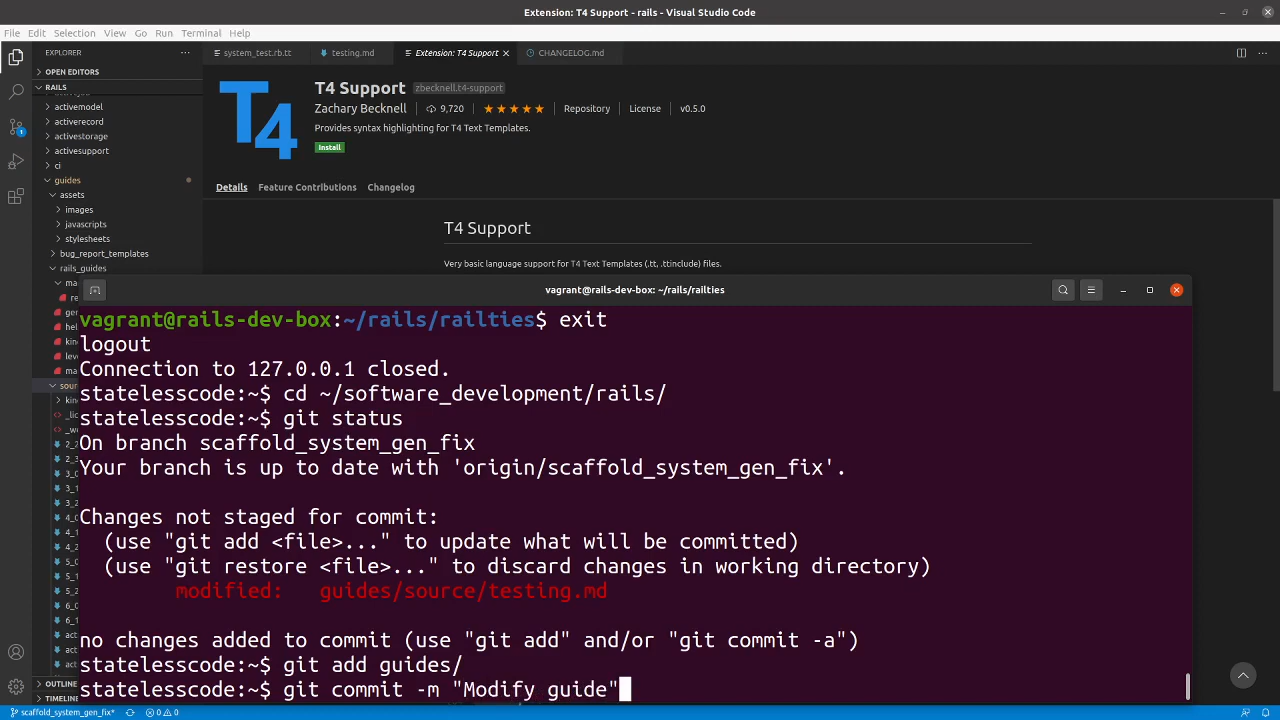 Extension: T4 Support - rails - Visual Studio Code
File Edit Selection View Go Run Terminal Help
EXPLORER
system_test.rb.tt
testing.md
Extension: T4 Support
CHANGELOG.md
OPEN EDITORS
RAILS
activemodel
activerecord
activestorage
activesupport
ci
guides
assets
images
javascripts
stylesheets
bug_report_templates
rails_guides
T4
T4 Support
zbecknell.t4-support
Zachary Becknell
9,720
Repository
License
v0.5.0
Provides syntax highlighting for T4 Text Templates.
Install
Details
Feature Contributions
Changelog
T4 Support
Very basic language support for T4 Text Templates (.tt, .ttinclude) files.
vagrant@rails-dev-box: ~/rails/railties
vagrant@rails-dev-box:~/rails/railties$ exit
logout
Connection to 127.0.0.1 closed.
statelesscode:~$ cd ~/software_development/rails/
statelesscode:~$ git status
On branch scaffold_system_gen_fix
Your branch is up to date with 'origin/scaffold_system_gen_fix'.
Changes not staged for commit:
(use "git add <file>..." to update what will be committed)
(use "git restore <file>..." to discard changes in working directory)
modified: guides/source/testing.md
no changes added to commit (use "git add" and/or "git commit -a")
statelesscode:~$ git add guides/
statelesscode:~$ git commit -m "Modify guide"
OUTLINE
TIMELINE
scaffold_system_gen_fix*
0
0